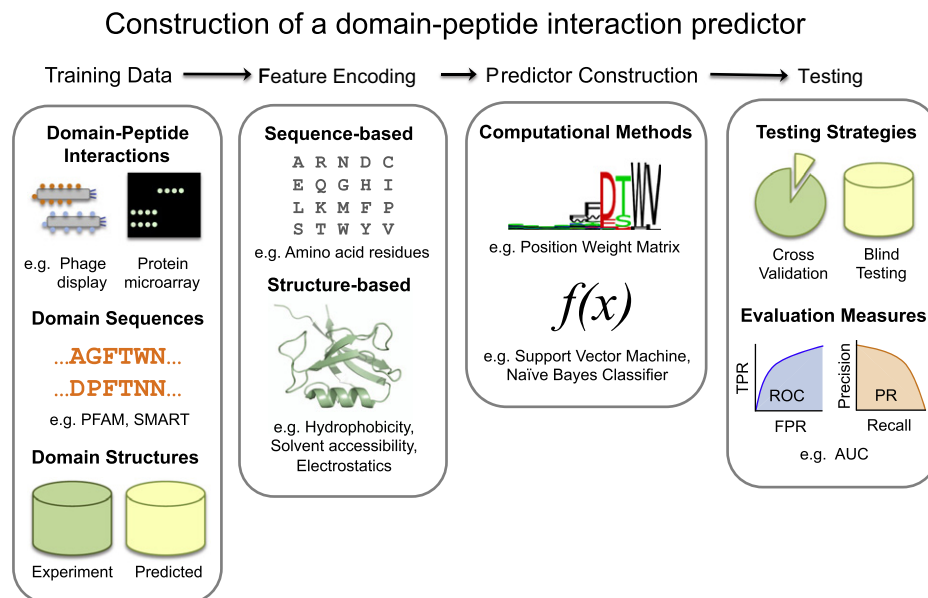 Construction of a domain-peptide interaction predictor
Training Data
Feature Encoding
Predictor Construction
Testing
Domain-Peptide
Interactions
e.g. Phage
display
Protein
microarray
Domain Sequences
...AGFTWN...
...DPFTNN...
e.g. PFAM, SMART
Domain Structures
Experiment
Predicted
Sequence-based
A R N D C
E Q G H I
L K M F P
S T W Y V
e.g. Amino acid residues
Structure-based
e.g. Hydrophobicity,
Solvent accessibility,
Electrostatics
Computational Methods
DTWV
e.g. Position Weight Matrix
f(x)
e.g. Support Vector Machine,
Naïve Bayes Classifier
Testing Strategies
Cross
Validation
Blind
Testing
Evaluation Measures
TPR
ROC
FPR
Precision
PR
Recall
e.g. AUC